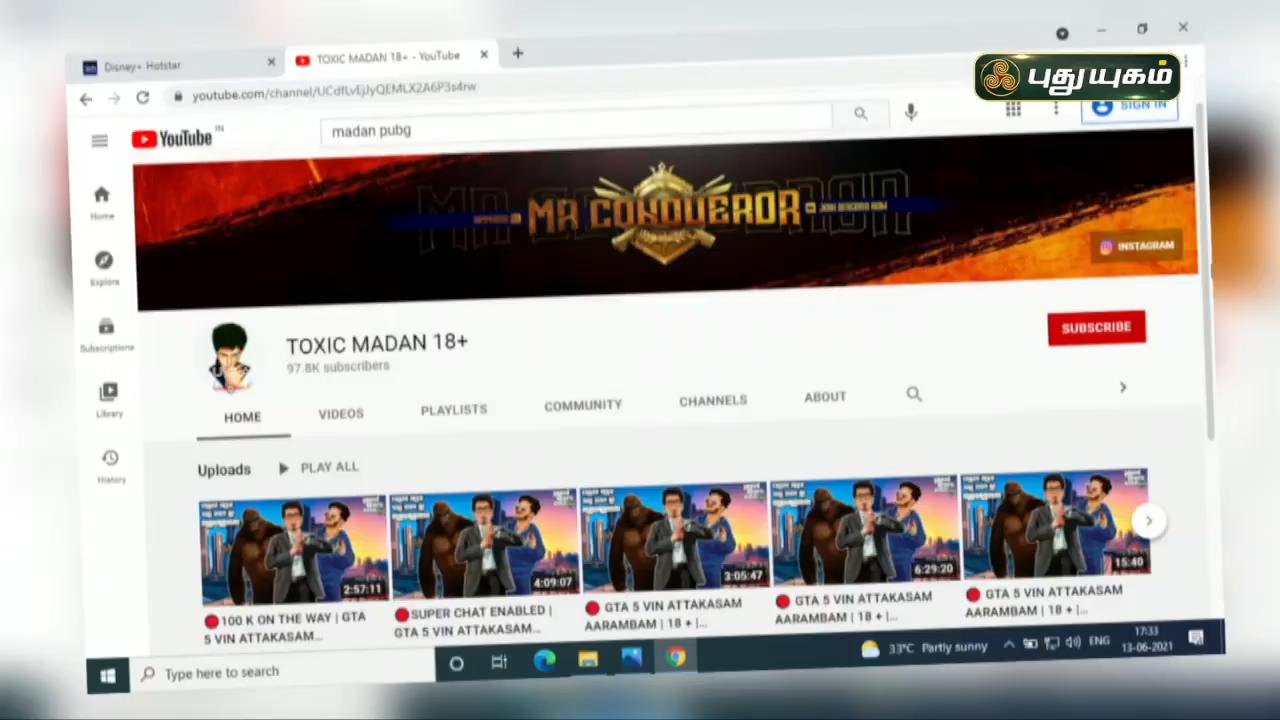 Disney+ Hotstar
TOXIC MADAN 18+ - YouTube
புதுயுகம்
youtube.com/channel/UCdfLvEjJyQEMLX2A6P3s4rw
YouTube IN
madan pubg
SIGN IN
MR CONQUEROR
INSTAGRAM
Home
Explore
Subscriptions
Library
History
TOXIC MADAN 18+
97.8K subscribers
SUBSCRIBE
HOME
VIDEOS
PLAYLISTS
COMMUNITY
CHANNELS
ABOUT
Uploads
PLAY ALL
2:57:11
4:09:07
3:05:47
6:29:20
15:40
100 K ON THE WAY | GTA
5 VIN ATTAKASAM...
SUPER CHAT ENABLED |
GTA 5 VIN ATTAKASAM...
GTA 5 VIN ATTAKASAM
AARAMBAM | 18 + |...
GTA 5 VIN ATTAKASAM
AARAMBAM | 18 + |...
GTA 5 VIN ATTAKASAM
AARAMBAM | 18 + |...
Type here to search
33°C Partly sunny
ENG
17:33
13-06-2021